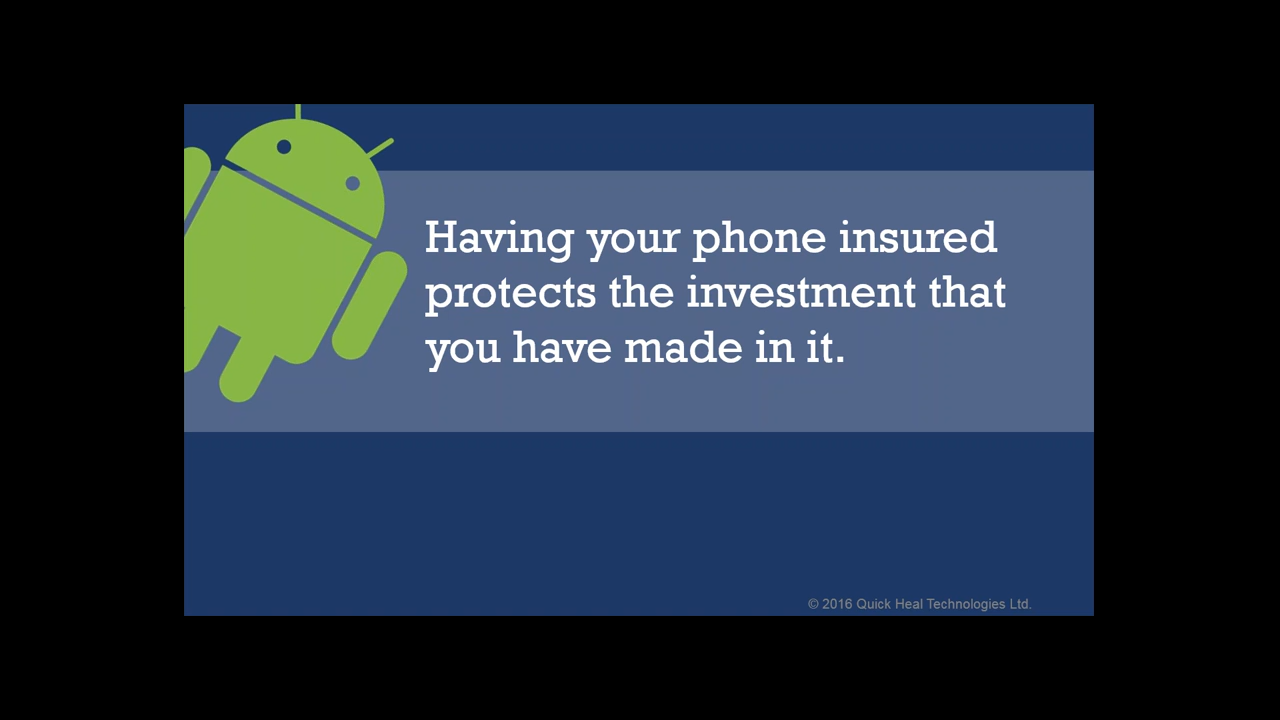 Having your phone insured
protects the investment that
you have made in it.
© 2016 Quick Heal Technologies Ltd.